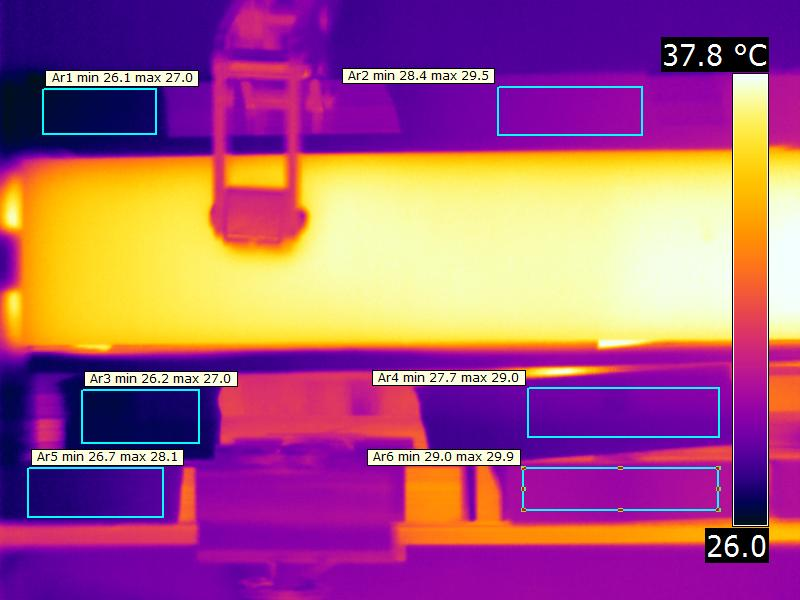 37.8 °C
Ar1 min 26.1 max 27.0
Ar2 min 28.4 max 29.5
Ar3 min 26.2 max 27.0
Ar4 min 27.7 max 29.0
Ar5 min 26.7 max 28.1
Ar6 min 29.0 max 29.9
26.0